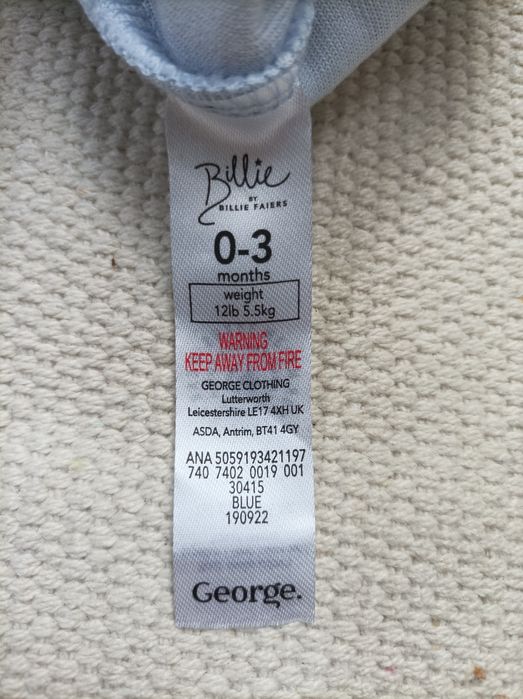 Billie
BY
BILLIE FAIERS
0-3
months
weight
12lb 5.5kg
WARNING
KEEP AWAY FROM FIRE
GEORGE CLOTHING
Lutterworth
Leicestershire LE17 4XH UK
ASDA, Antrim, BT41 4GY
ANA 5059193421197
740 7402 0019 001
30415
BLUE
190922
George.